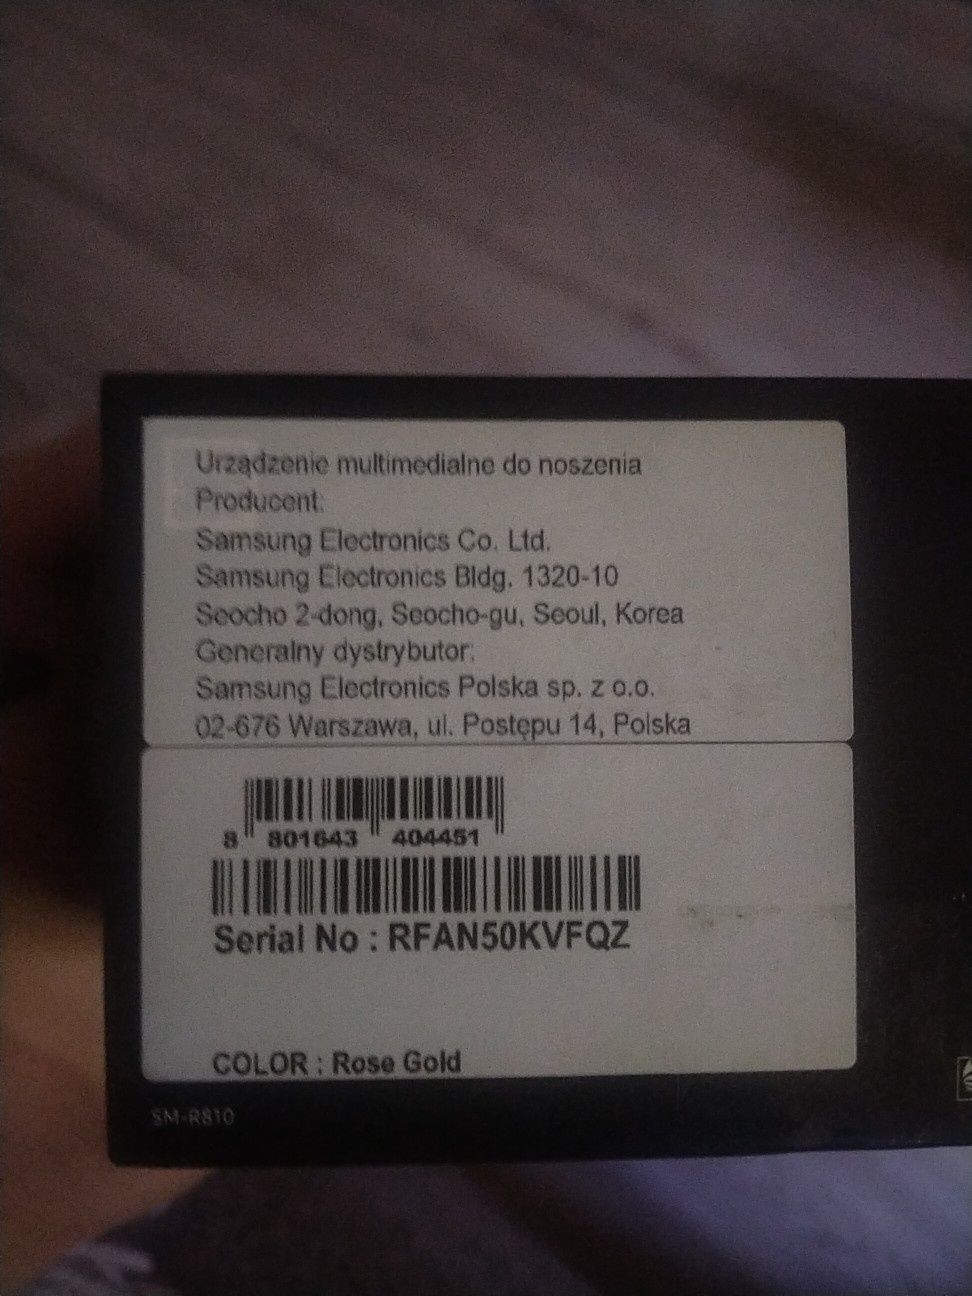 Urządzenie multimedialne do noszenia
Producent:
Samsung Electronics Co. Ltd.
Samsung Electronics Bldg. 1320-10
Seocho 2-dong, Seocho-gu, Seoul, Korea
Generalny dystrybutor:
Samsung Electronics Polska sp. z o.o.
02-676 Warszawa, ul. Postępu 14, Polska
8 801643 404451
Serial No : RFAN50KVFQZ
COLOR : Rose Gold
SM-R810